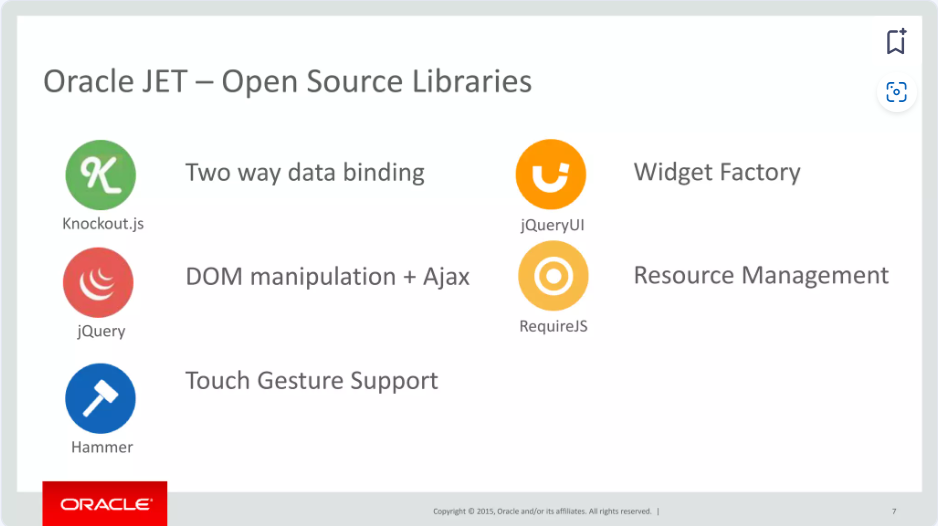 Oracle JET – Open Source Libraries
Two way data binding
Knockout.js
Widget Factory
jQueryUI
DOM manipulation + Ajax
jQuery
Resource Management
RequireJS
Touch Gesture Support
Hammer
ORACLE®
Copyright © 2015, Oracle and/or its affiliates. All rights reserved. |
7